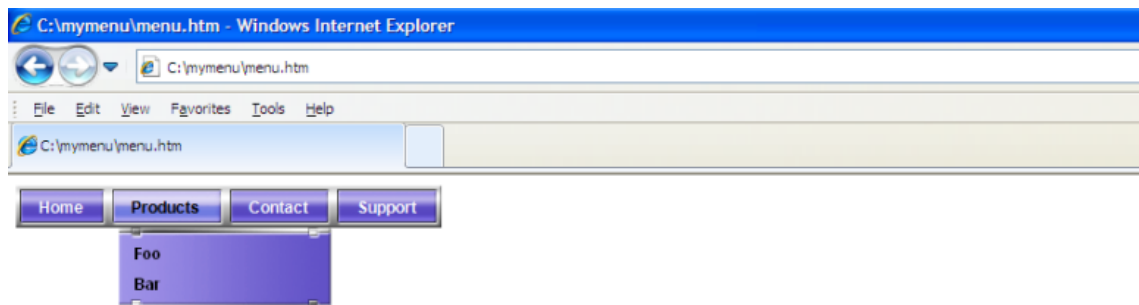 C:\mymenu\menu.htm - Windows Internet Explorer
C:\mymenu\menu.htm
File Edit View Favorites Tools Help
C:\mymenu\menu.htm
Home Products Contact Support
Foo
Bar